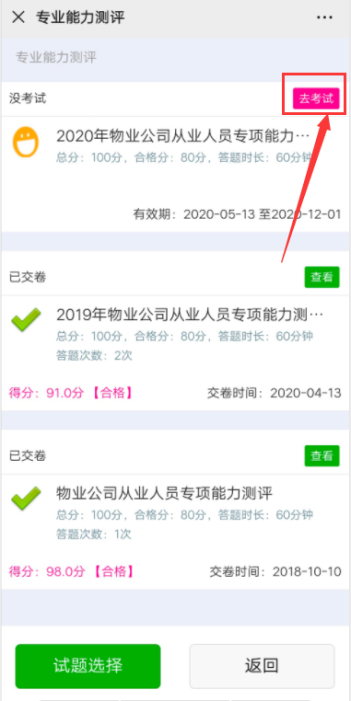 专业能力测评
专业能力测评
没考试
去考试
2020年物业公司从业人员专项能力···
总分：100分，合格分：80分，答题时长：60分钟
有效期：2020-05-13 至2020-12-01
已交卷
查看
2019年物业公司从业人员专项能力测···
总分：100分，合格分：80分，答题时长：60分钟
答题次数：2次
得分：91.0分【合格】
交卷时间：2020-04-13
已交卷
查看
物业公司从业人员专项能力测评
总分：100分，合格分：80分，答题时长：60分钟
答题次数：1次
得分：98.0分【合格】
交卷时间：2018-10-10
试题选择
返回